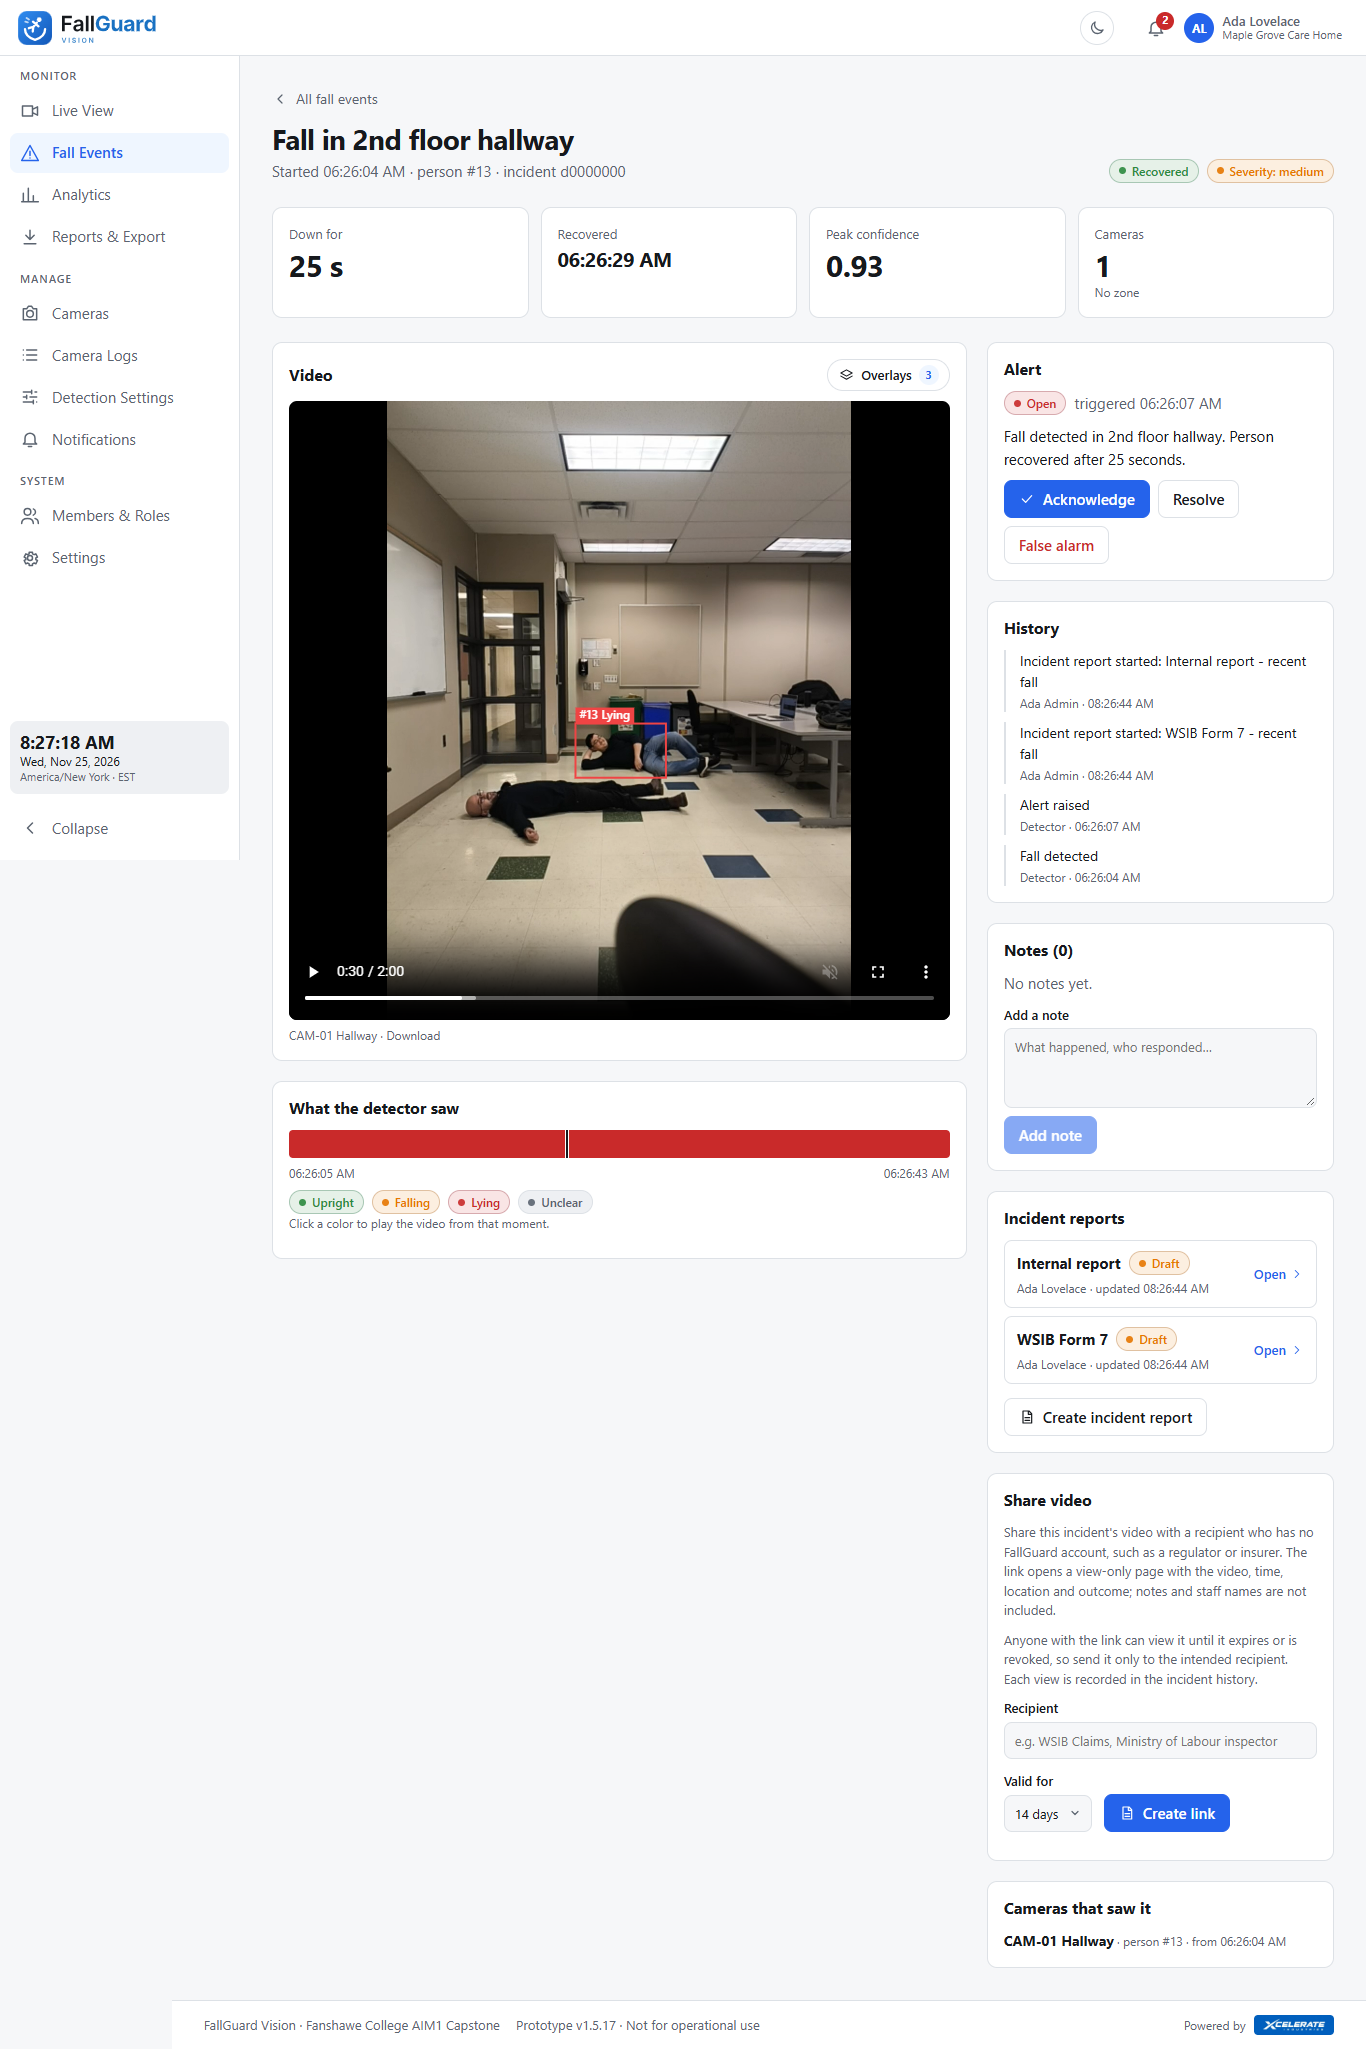 FallGuard
VISION
2
AL
Ada Lovelace
Maple Grove Care Home
MONITOR
Live View
Fall Events
Analytics
Reports & Export
MANAGE
Cameras
Camera Logs
Detection Settings
Notifications
SYSTEM
Members & Roles
Settings
8:27:18 AM
Wed, Nov 25, 2026
America/New York · EST
Collapse
All fall events
Fall in 2nd floor hallway
Started 06:26:04 AM · person #13 · incident d0000000
Recovered
Severity: medium
Down for
25 s
Recovered
06:26:29 AM
Peak confidence
0.93
Cameras
1
No zone
Video
Overlays 3
#13 Lying
0:30 / 2:00
CAM-01 Hallway · Download
What the detector saw
06:26:05 AM
06:26:43 AM
Upright
Falling
Lying
Unclear
Click a color to play the video from that moment.
Alert
Open triggered 06:26:07 AM
Fall detected in 2nd floor hallway. Person
recovered after 25 seconds.
Acknowledge
Resolve
False alarm
History
Incident report started: Internal report - recent
fall
Ada Admin · 08:26:44 AM
Incident report started: WSIB Form 7 - recent
fall
Ada Admin · 08:26:44 AM
Alert raised
Detector · 06:26:07 AM
Fall detected
Detector · 06:26:04 AM
Notes (0)
No notes yet.
Add a note
What happened, who responded...
Add note
Incident reports
Internal report Draft
Ada Lovelace · updated 08:26:44 AM
Open
WSIB Form 7 Draft
Ada Lovelace · updated 08:26:44 AM
Open
Create incident report
Share video
Share this incident's video with a recipient who has no
FallGuard account, such as a regulator or insurer. The
link opens a view-only page with the video, time,
location and outcome; notes and staff names are not
included.
Anyone with the link can view it until it expires or is
revoked, so send it only to the intended recipient.
Each view is recorded in the incident history.
Recipient
e.g. WSIB Claims, Ministry of Labour inspector
Valid for
14 days
Create link
Cameras that saw it
CAM-01 Hallway · person #13 · from 06:26:04 AM
FallGuard Vision · Fanshawe College AIM1 Capstone
Prototype v1.5.17 · Not for operational use
Powered by
XCELERATE